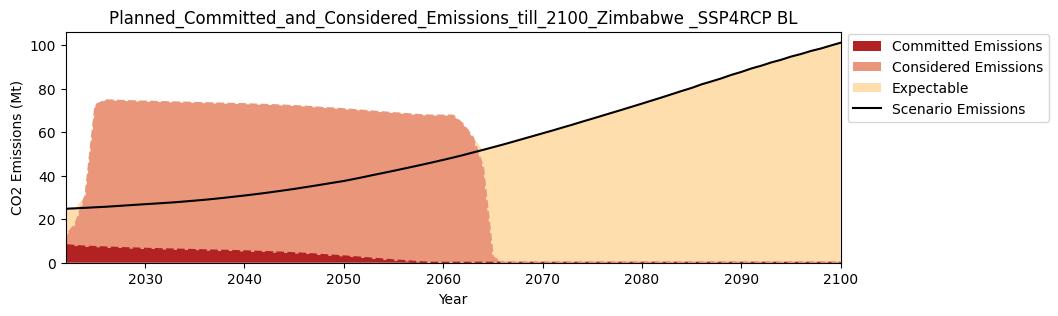 Planned_Committed_and_Considered_Emissions_till_2100_Zimbabwe _SSP4RCP BL
100
80
60
40
20
0
CO2 Emissions (Mt)
2030 2040 2050 2060 2070 2080 2090 2100
Year
Committed Emissions
Considered Emissions
Expectable
Scenario Emissions